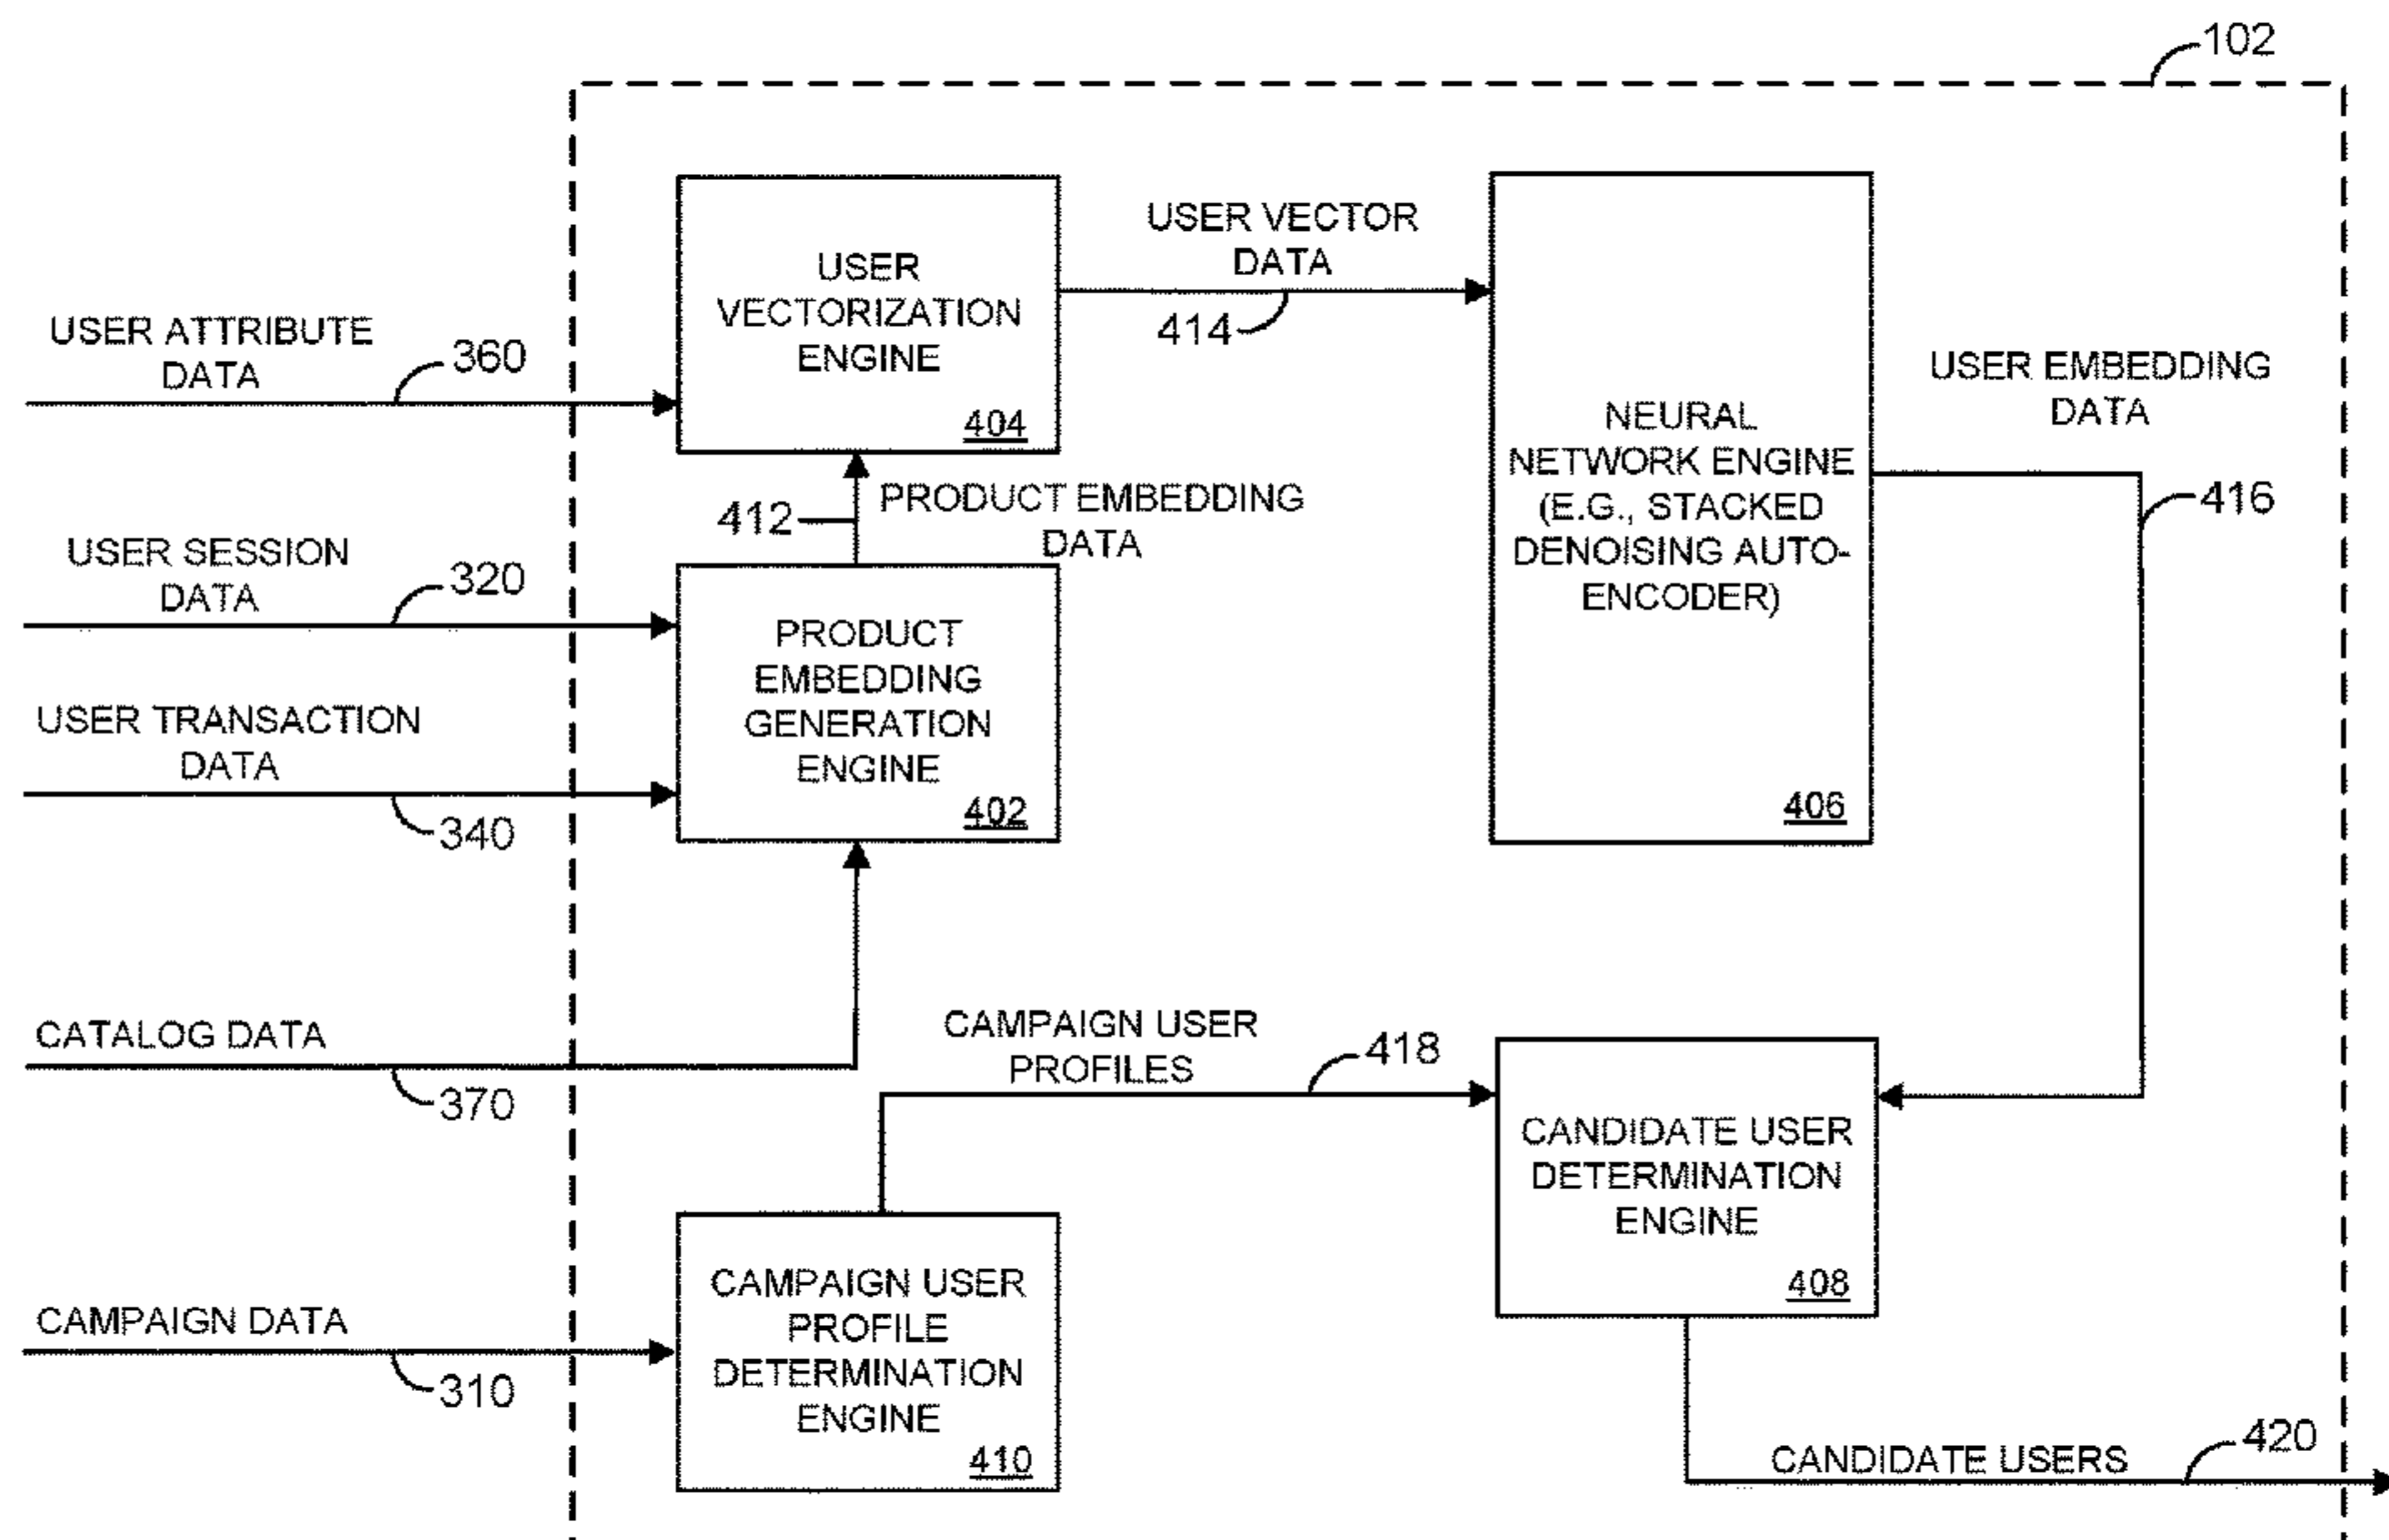 102
USER
VECTORIZATION
ENGINE
404
USER VECTOR
DATA
414
NEURAL
NETWORK ENGINE
(E.G., STACKED
DENOISING AUTO-
ENCODER)
406
USER EMBEDDING
DATA
416
USER ATTRIBUTE
DATA
360
412
PRODUCT EMBEDDING
DATA
USER SESSION
DATA
320
PRODUCT
EMBEDDING
GENERATION
ENGINE
402
USER TRANSACTION
DATA
340
CATALOG DATA
370
CAMPAIGN USER
PROFILES
418
CANDIDATE USER
DETERMINATION
ENGINE
408
CAMPAIGN DATA
310
CAMPAIGN USER
PROFILE
DETERMINATION
ENGINE
410
CANDIDATE USERS
420